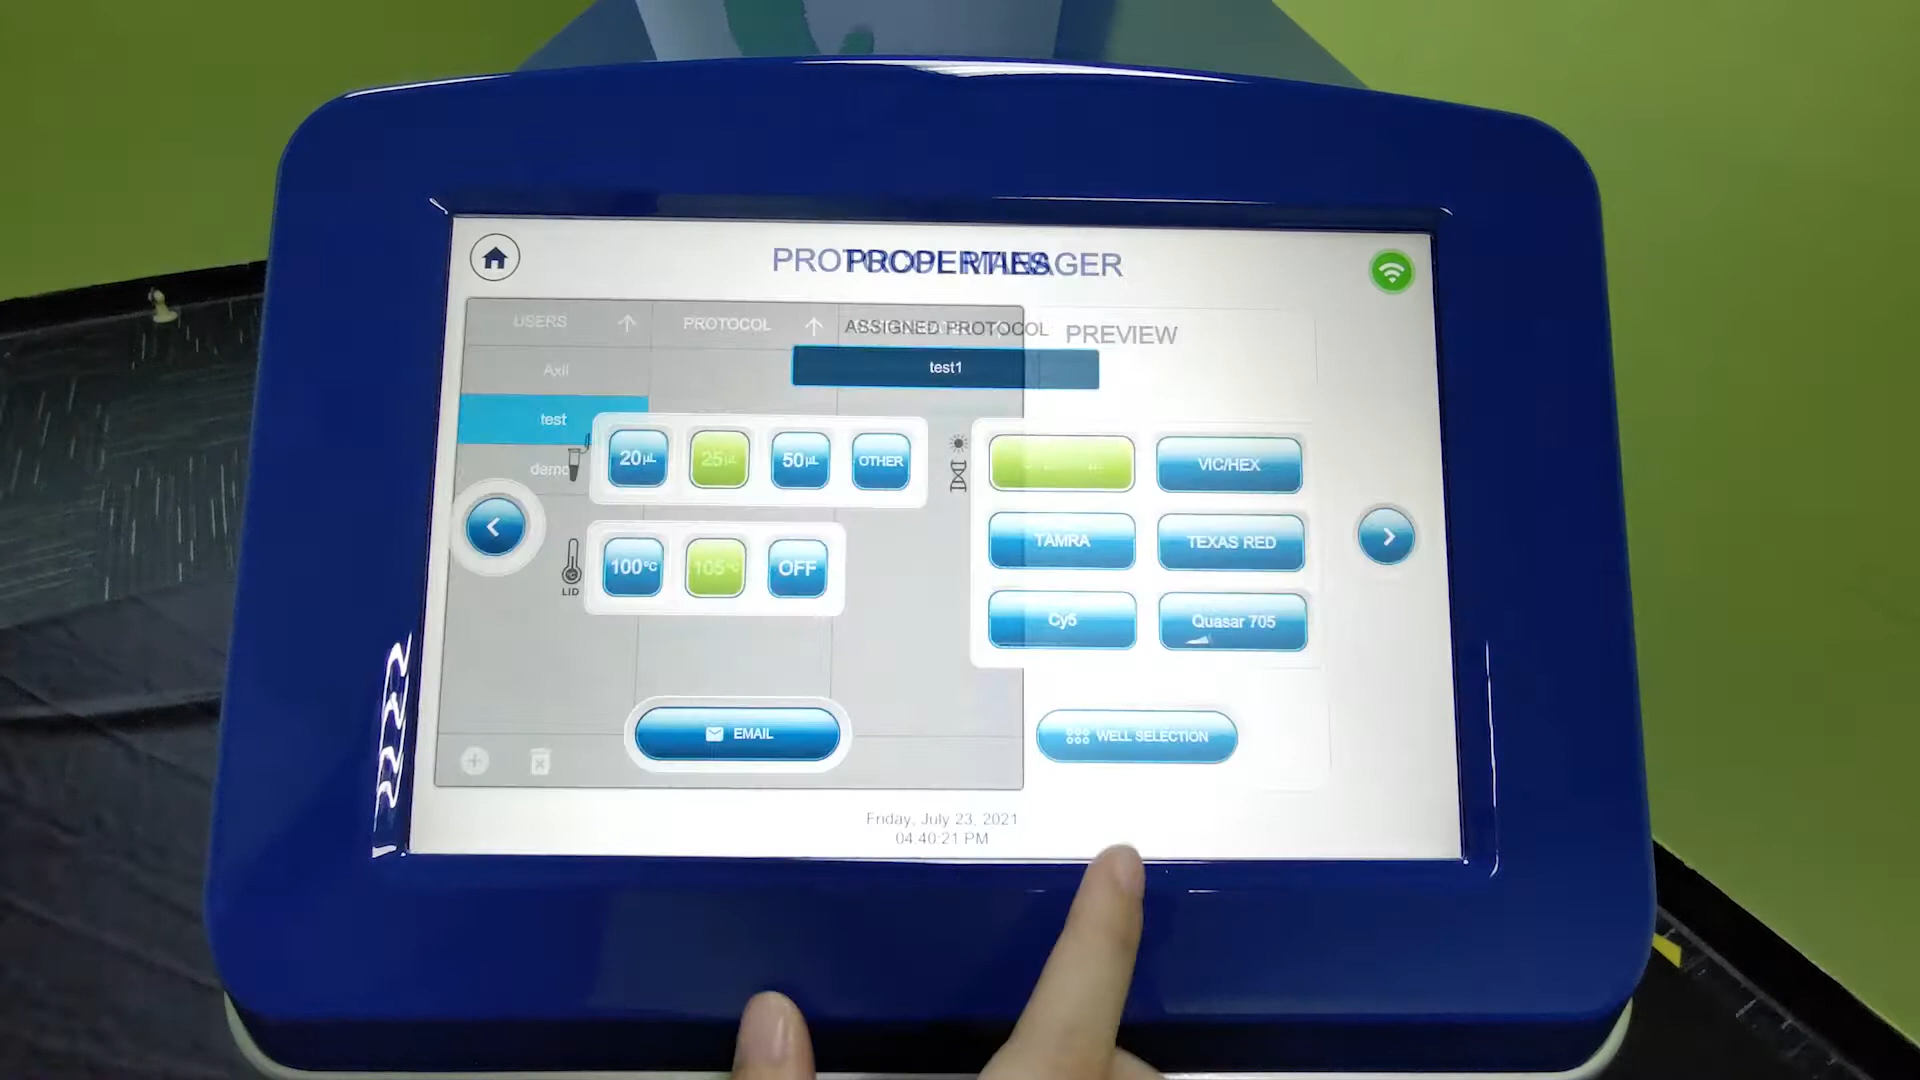 PROTOCOL MANAGER
PROPERTIES
USERS
PROTOCOL
ASSIGNED PROTOCOL
PREVIEW
test1
Axil
test
demo
20µL
25µL
50µL
OTHER
VIC/HEX
TAMRA
TEXAS RED
100°C
105°C
OFF
LID
Cy5
Quasar 705
EMAIL
WELL SELECTION
Friday, July 23, 2021
04:40:21 PM